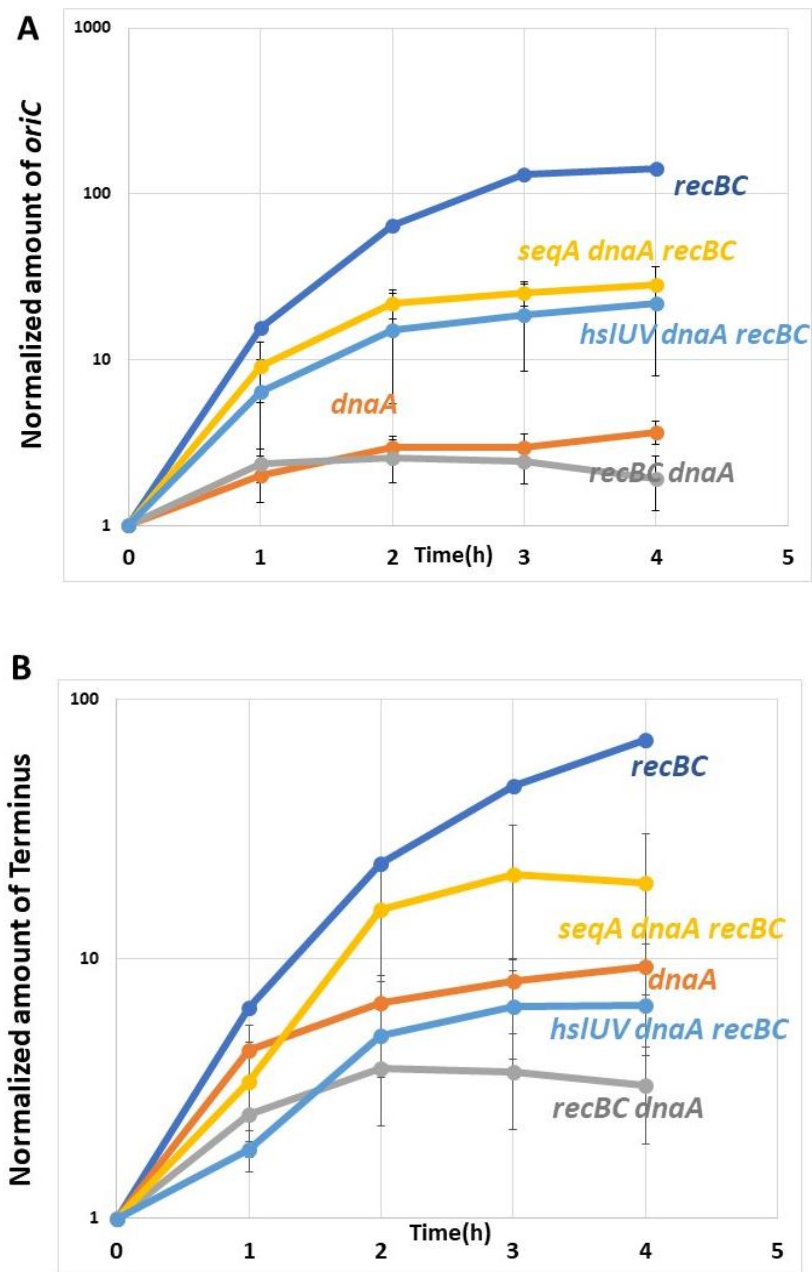 A
Normalized amount of oriC
1000
100
10
1
recBC
seqA dnaA recBC
hslUV dnaA recBC
dnaA
recBC dnaA
0 1 2 Time(h) 3 4 5
B
Normalized amount of Terminus
100
10
1
recBC
seqA dnaA recBC
dnaA
hslUV dnaA recBC
recBC dnaA
0 1 2 Time(h) 3 4 5